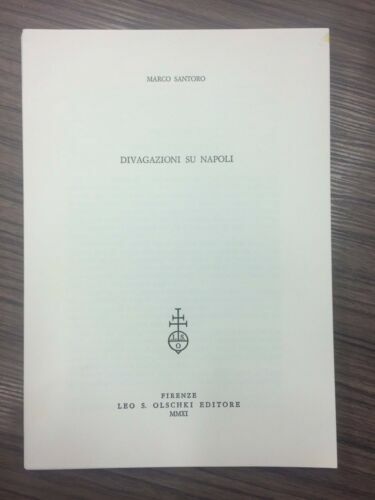 MARCO SANTORO
DIVAGAZIONI SU NAPOLI
L S
O
FIRENZE
LEO S. OLSCHKI EDITORE
MMXI